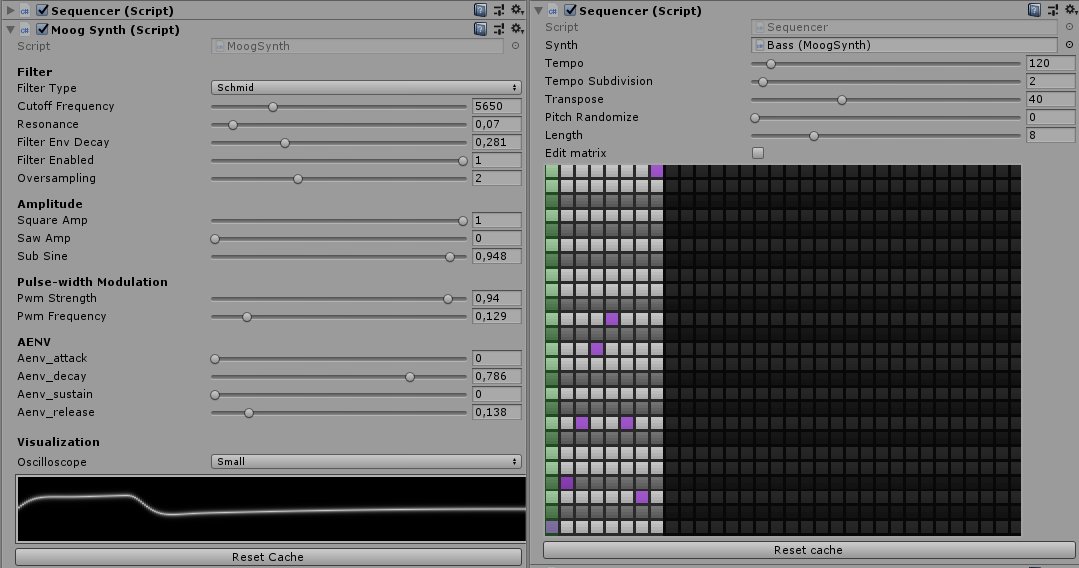 Sequencer (Script)
Moog Synth (Script)
Script MoogSynth
Filter
Filter Type Schmid
Cutoff Frequency 5650
Resonance 0,07
Filter Env Decay 0,281
Filter Enabled 1
Oversampling 2
Amplitude
Square Amp 1
Saw Amp 0
Sub Sine 0,948
Pulse-width Modulation
Pwm Strength 0,94
Pwm Frequency 0,129
AENV
Aenv_attack 0
Aenv_decay 0,786
Aenv_sustain 0
Aenv_release 0,138
Visualization
Oscilloscope Small
Reset Cache
Sequencer (Script)
Script Sequencer
Synth Bass (MoogSynth)
Tempo 120
Tempo Subdivision 2
Transpose 40
Pitch Randomize 0
Length 8
Edit matrix
Reset cache